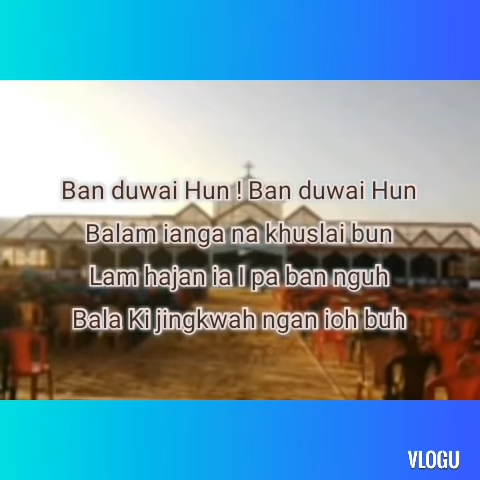 Ban duwai Hun ! Ban duwai Hun
Balam ianga na khuslai bun
Lam hajan ia I pa ban nguh
Bala Ki jingkwah ngan ioh buh
VLOGU